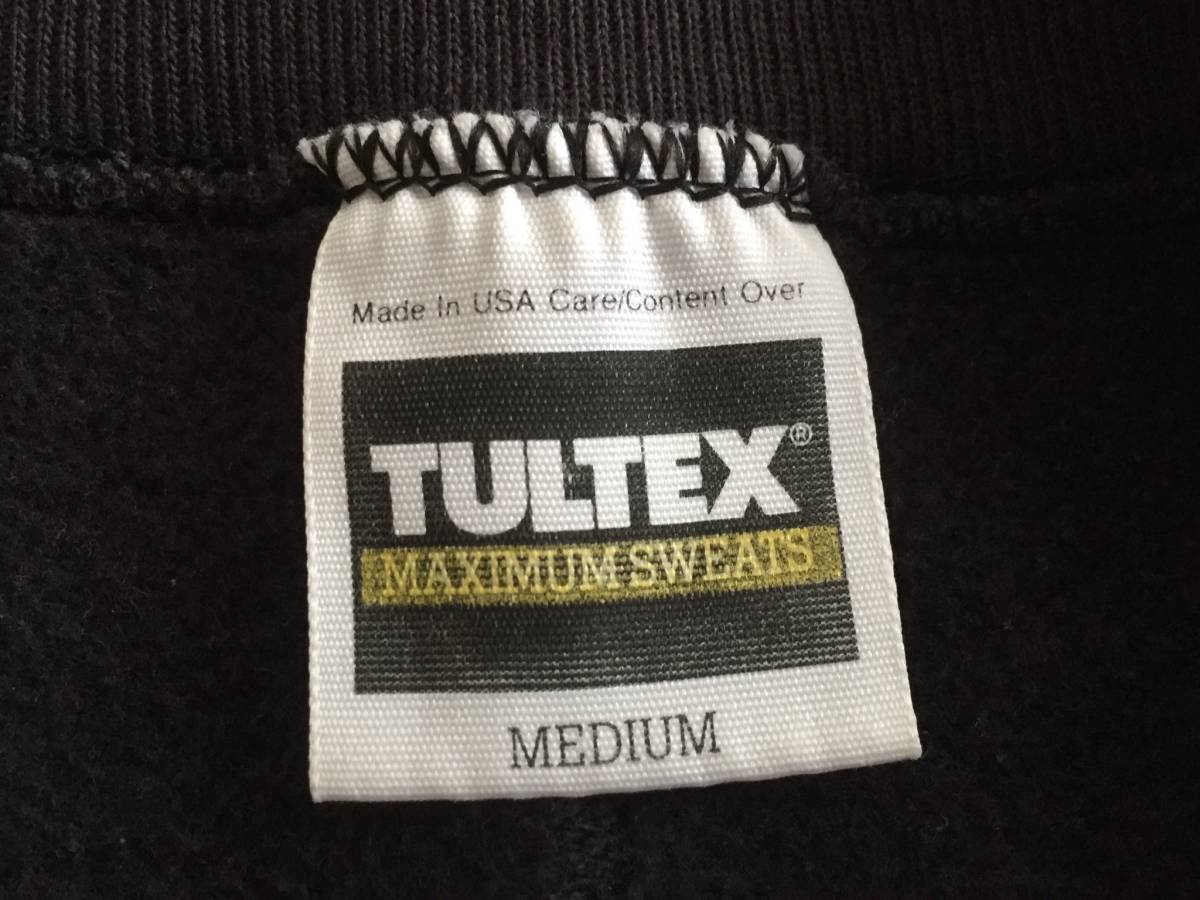 Made In USA Care/Content Over
TULTEX®
MAXIMUM SWEATS
MEDIUM